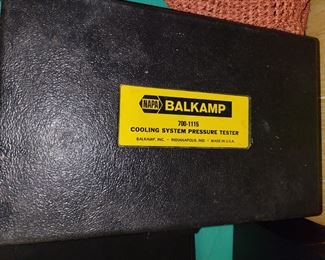 NAPA BALKAMP
700-1115
COOLING SYSTEM PRESSURE TESTER
BALKAMP, INC. - INDIANAPOLIS, IND. - MADE IN U.S.A.